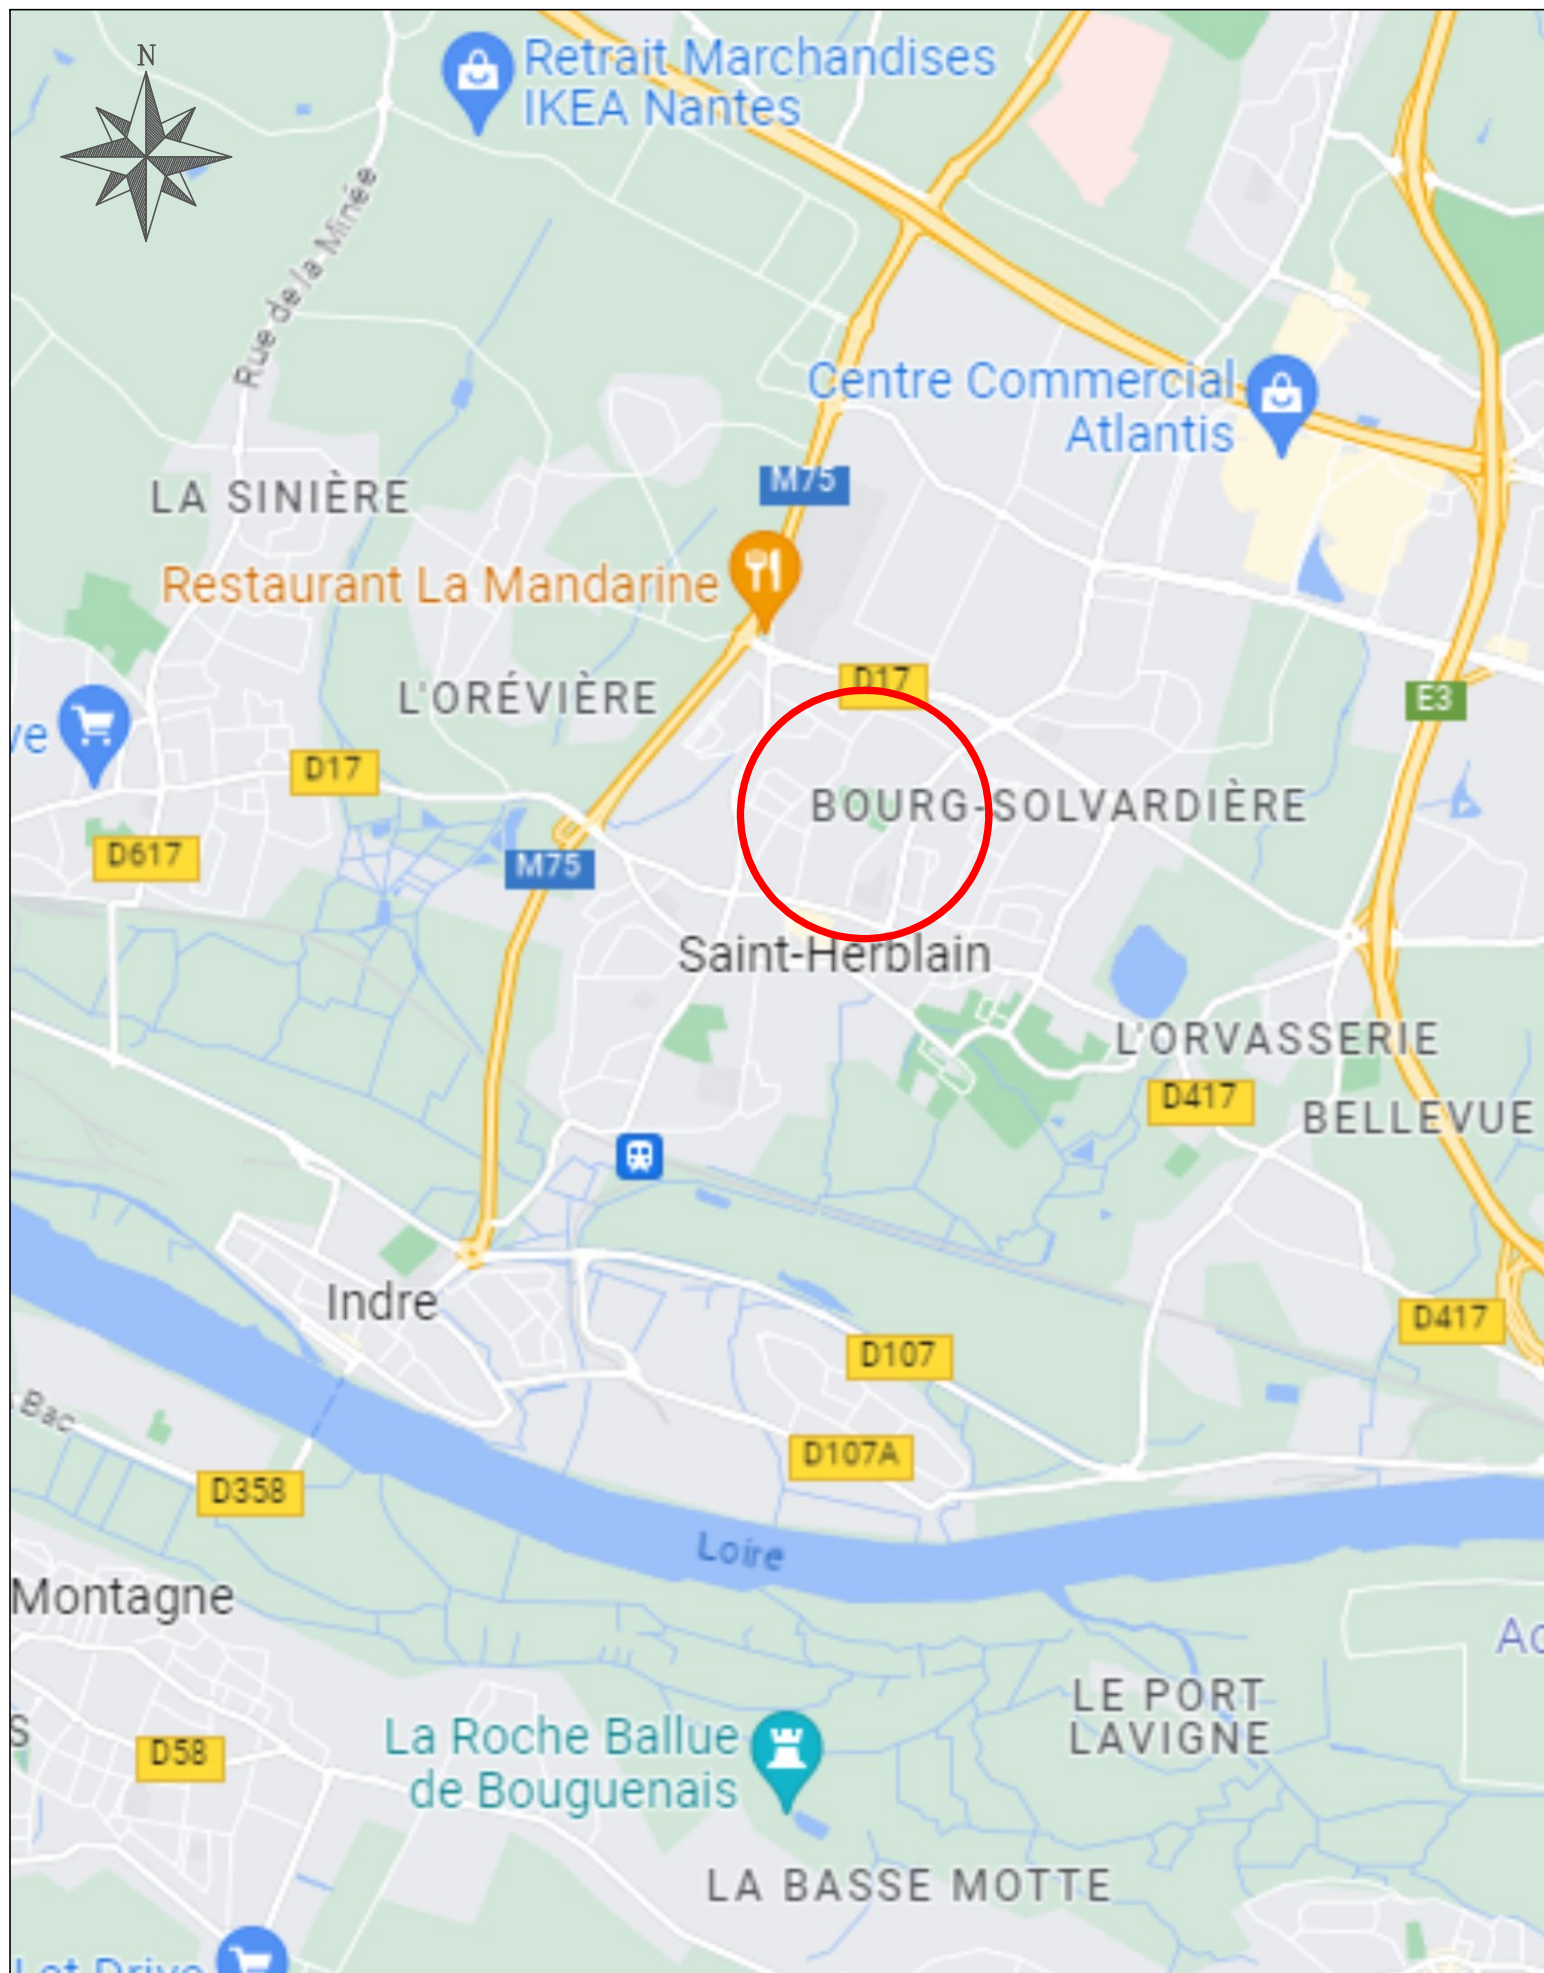 N
Retrait Marchandises
IKEA Nantes
Rue de la Minée
Centre Commercial
Atlantis
LA SINIÈRE
M75
Restaurant La Mandarine
L'ORÉVIÈRE
D17
E3
ve
D17
BOURG-SOLVARDIÈRE
D617
M75
Saint-Herblain
L'ORVASSERIE
D417
BELLEVUE
Indre
D417
D107
Bac
D107A
D358
Loire
Montagne
Ac
LE PORT
LAVIGNE
S
La Roche Ballue
de Bouguenais
D58
LA BASSE MOTTE